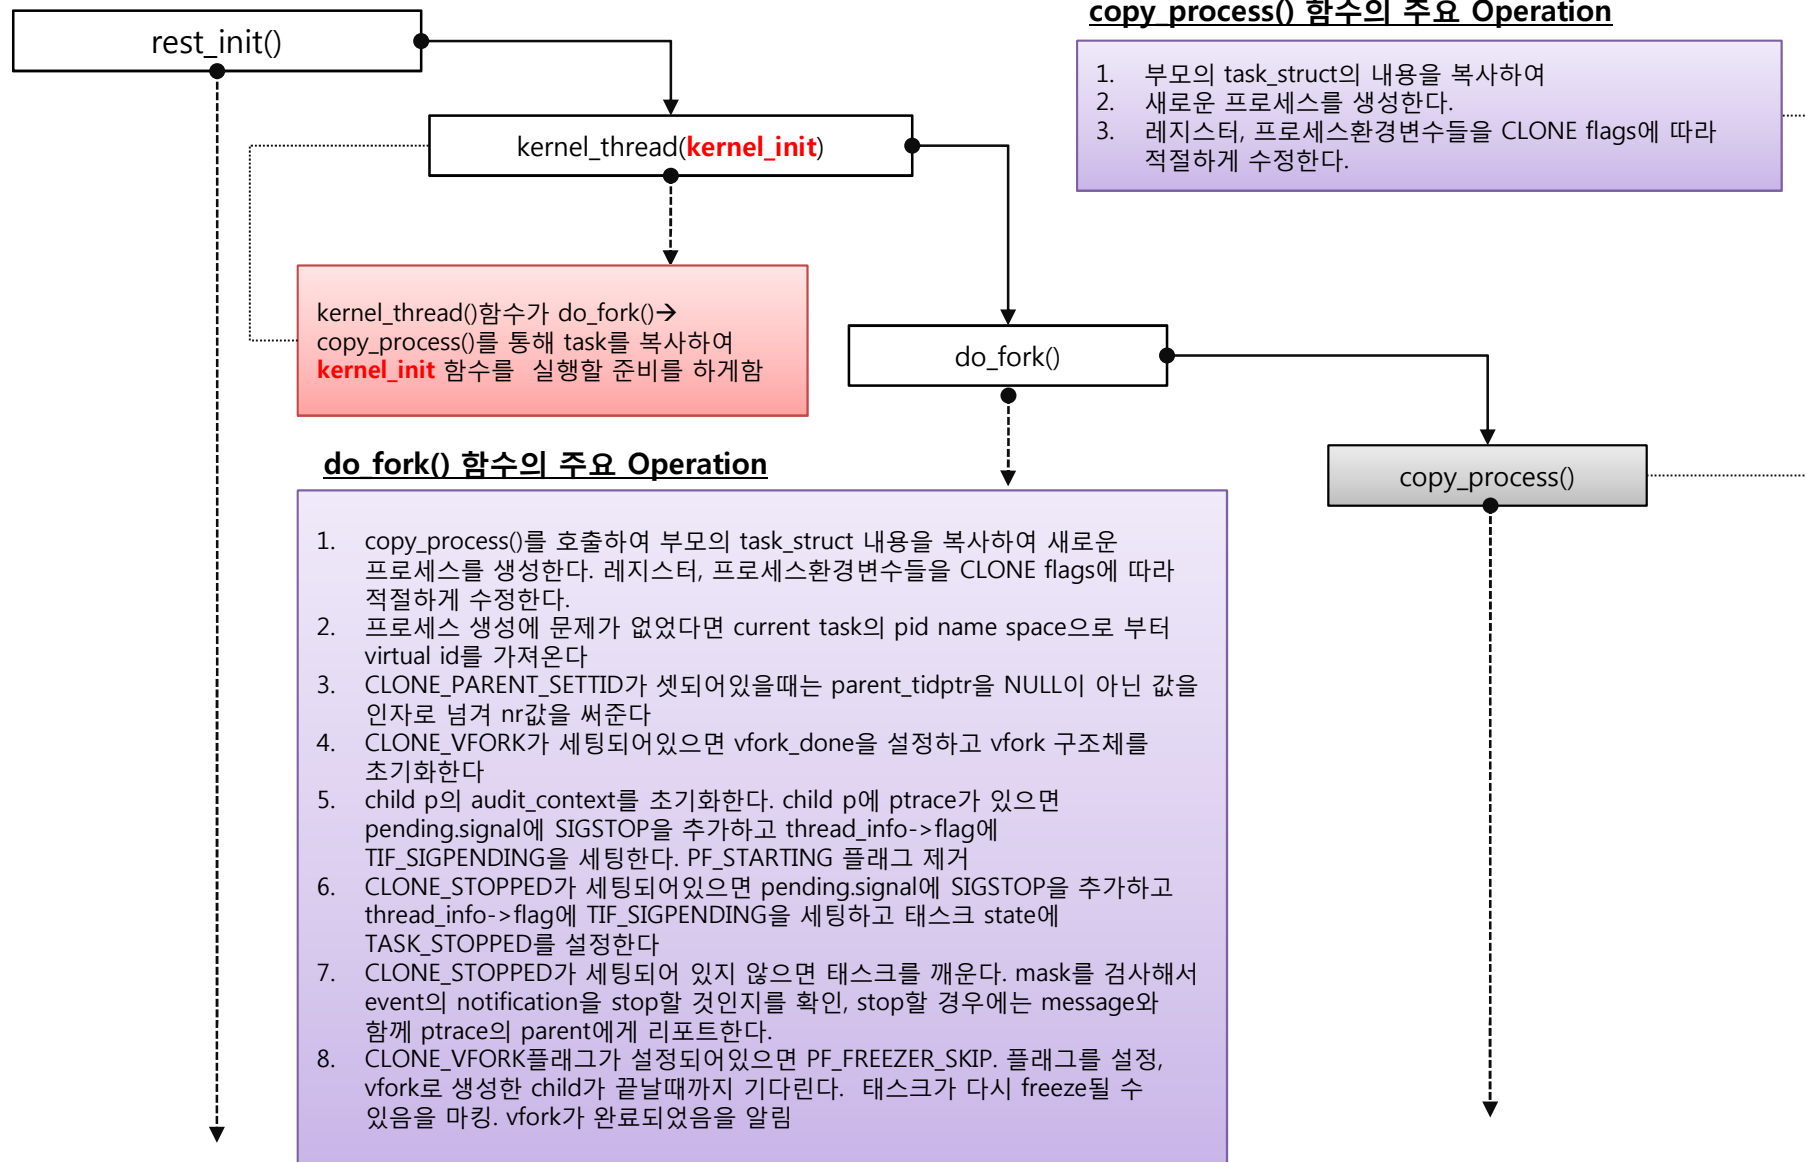 copy_process() 함수의 주요 Operation
rest_init()
1. 부모의 task_struct의 내용을 복사하여
2. 새로운 프로세스를 생성한다.
3. 레지스터, 프로세스환경변수들을 CLONE flags에 따라
적절하게 수정한다.
kernel_thread(kernel_init)
kernel_thread()함수가 do_fork()→
copy_process()를 통해 task를 복사하여
kernel_init 함수를 실행할 준비를 하게함
do_fork()
copy_process()
do_fork() 함수의 주요 Operation
1. copy_process()를 호출하여 부모의 task_struct 내용을 복사하여 새로운
프로세스를 생성한다. 레지스터, 프로세스환경변수들을 CLONE flags에 따라
적절하게 수정한다.
2. 프로세스 생성에 문제가 없었다면 current task의 pid name space으로 부터
virtual id를 가져온다
3. CLONE_PARENT_SETTID가 셋되어있을때는 parent_tidptr을 NULL이 아닌 값을
인자로 넘겨 nr값을 써준다
4. CLONE_VFORK가 세팅되어있으면 vfork_done을 설정하고 vfork 구조체를
초기화한다
5. child p의 audit_context를 초기화한다. child p에 ptrace가 있으면
pending.signal에 SIGSTOP을 추가하고 thread_info->flag에
TIF_SIGPENDING을 세팅한다. PF_STARTING 플래그 제거
6. CLONE_STOPPED가 세팅되어있으면 pending.signal에 SIGSTOP을 추가하고
thread_info->flag에 TIF_SIGPENDING을 세팅하고 태스크 state에
TASK_STOPPED를 설정한다
7. CLONE_STOPPED가 세팅되어 있지 않으면 태스크를 깨운다. mask를 검사해서
event의 notification을 stop할 것인지를 확인, stop할 경우에는 message와
함께 ptrace의 parent에게 리포트한다.
8. CLONE_VFORK플래그가 설정되어있으면 PF_FREEZER_SKIP. 플래그를 설정,
vfork로 생성한 child가 끝날때까지 기다린다. 태스크가 다시 freeze될 수
있음을 마킹. vfork가 완료되었음을 알림